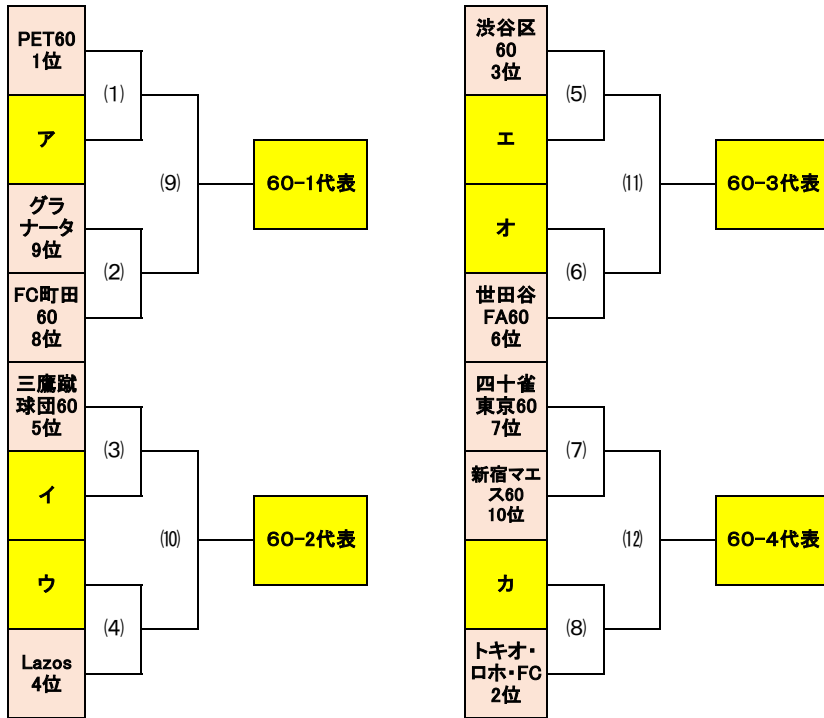 PET60
1位
ア
グラ
ナータ
9位
FC町田
60
8位
三鷹蹴
球団60
5位
イ
ウ
Lazos
4位
(1)
(2)
(3)
(4)
(9)
(10)
60-1代表
60-2代表
渋谷区
60
3位
エ
オ
世田谷
FA60
6位
四十雀
東京60
7位
新宿マエ
ス60
10位
カ
トキオ・
ロホ・FC
2位
(5)
(6)
(7)
(8)
(11)
(12)
60-3代表
60-4代表